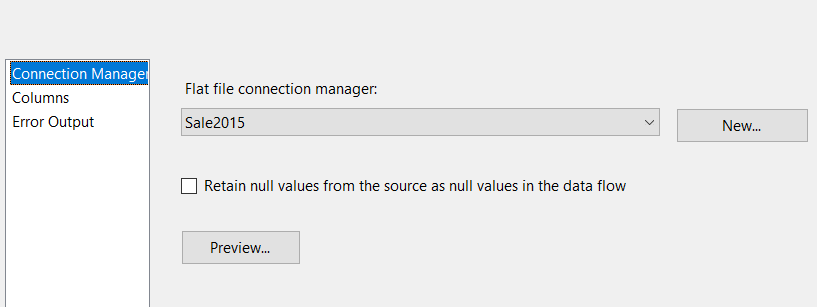 Connection Manager
Columns
Error Output
Flat file connection manager:
Sale2015
New...
Retain null values from the source as null values in the data flow
Preview...